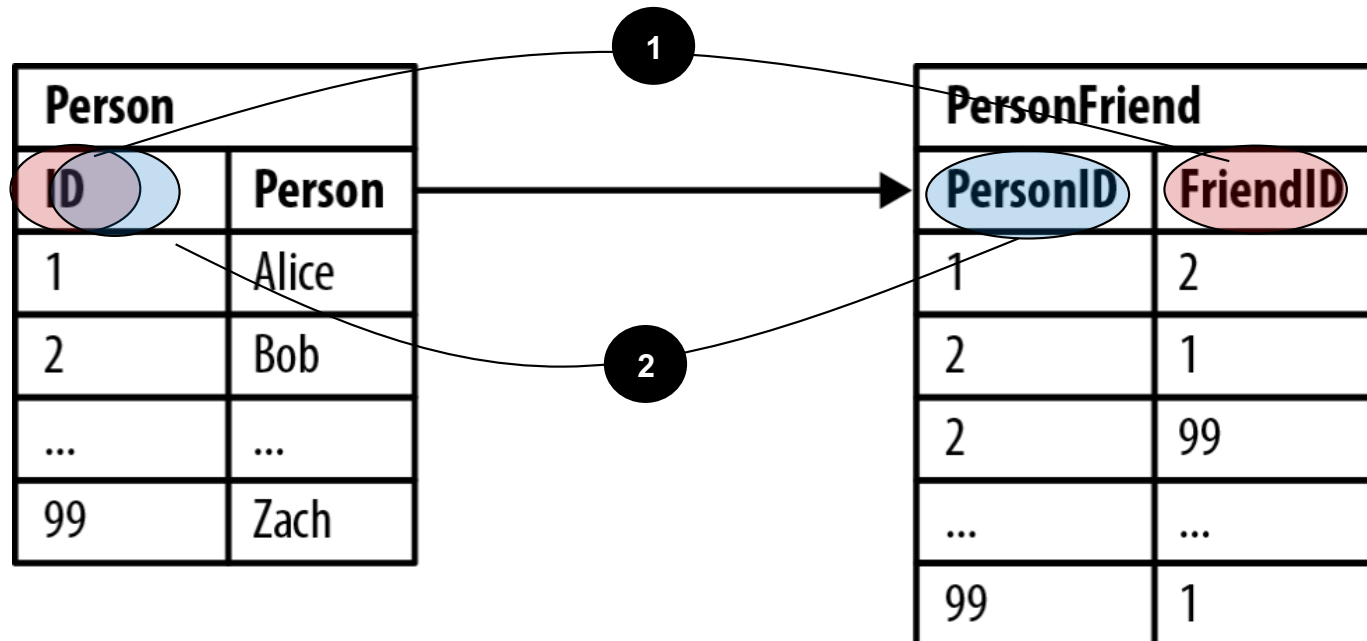 1
Person
ID Person
1 Alice
2 Bob
... ...
99 Zach
2
PersonFriend
PersonID FriendID
1 2
2 1
2 99
... ...
99 1